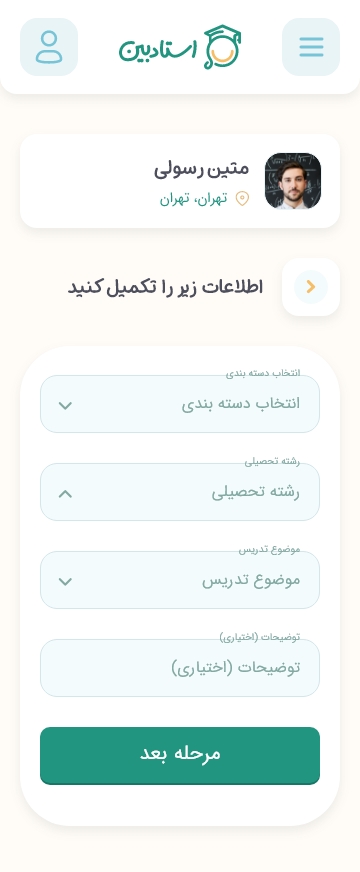 استادبین
متین رسولی
تهران، تهران
اطلاعات زیر را تکمیل کنید
انتخاب دسته بندی
انتخاب دسته بندی
رشته تحصیلی
رشته تحصیلی
موضوع تدریس
موضوع تدریس
توضیحات (اختیاری)
توضیحات (اختیاری)
مرحله بعد